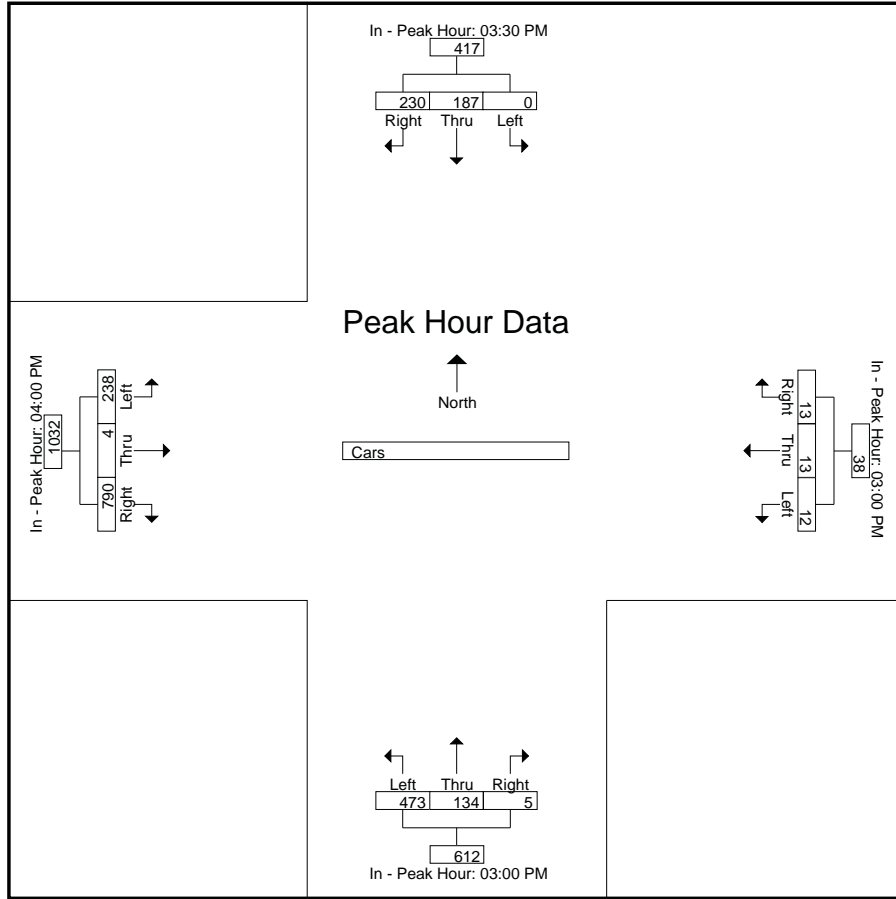 In - Peak Hour: 03:30 PM
417
230 187 0
Right Thru Left
Peak Hour Data
North
Cars
In - Peak Hour: 04:00 PM
1032
238 4 790
Left Thru Right
In - Peak Hour: 03:00 PM
38
13 13 12
Right Thru Left
Left Thru Right
473 134 5
612
In - Peak Hour: 03:00 PM